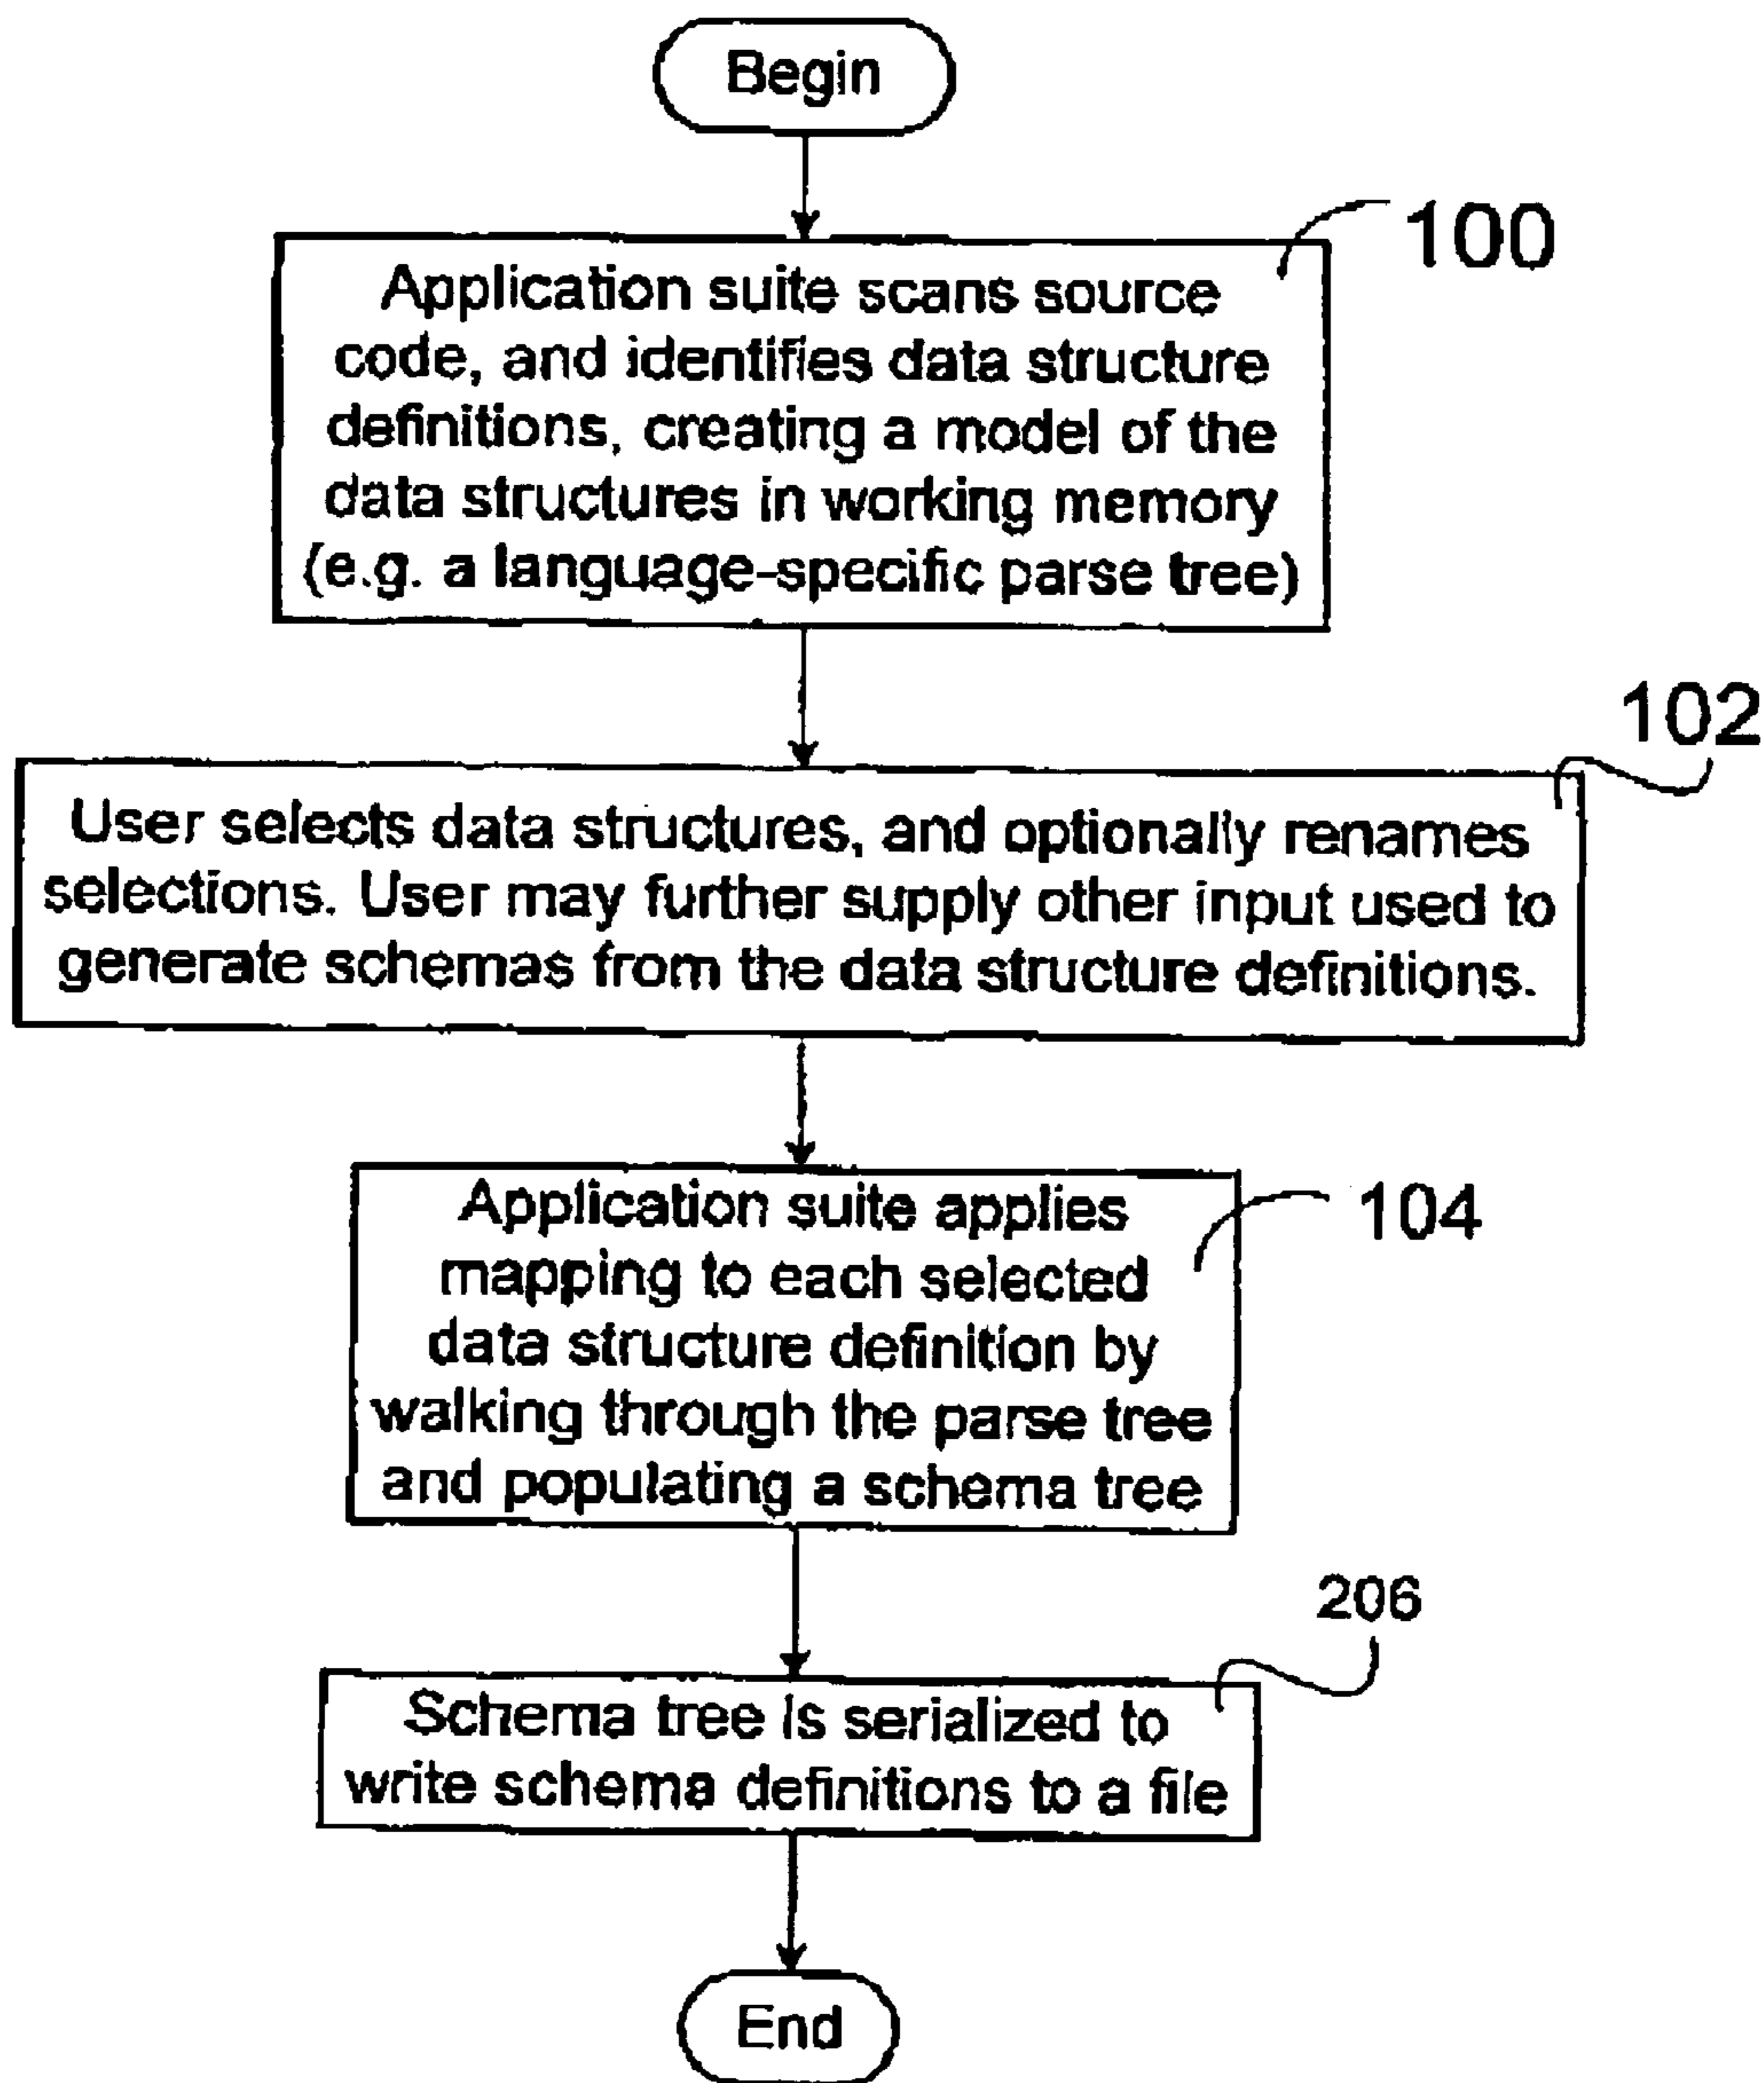 Begin
100
Application suite scans source
code, and identifies data structure
definitions, creating a model of the
data structures in working memory
(e.g. a language-specific parse tree)
102
User selects data structures, and optionally renames
selections. User may further supply other input used to
generate schemas from the data structure definitions.
104
Application suite applies
mapping to each selected
data structure definition by
walking through the parse tree
and populating a schema tree
206
Schema tree is serialized to
write schema definitions to a file
End